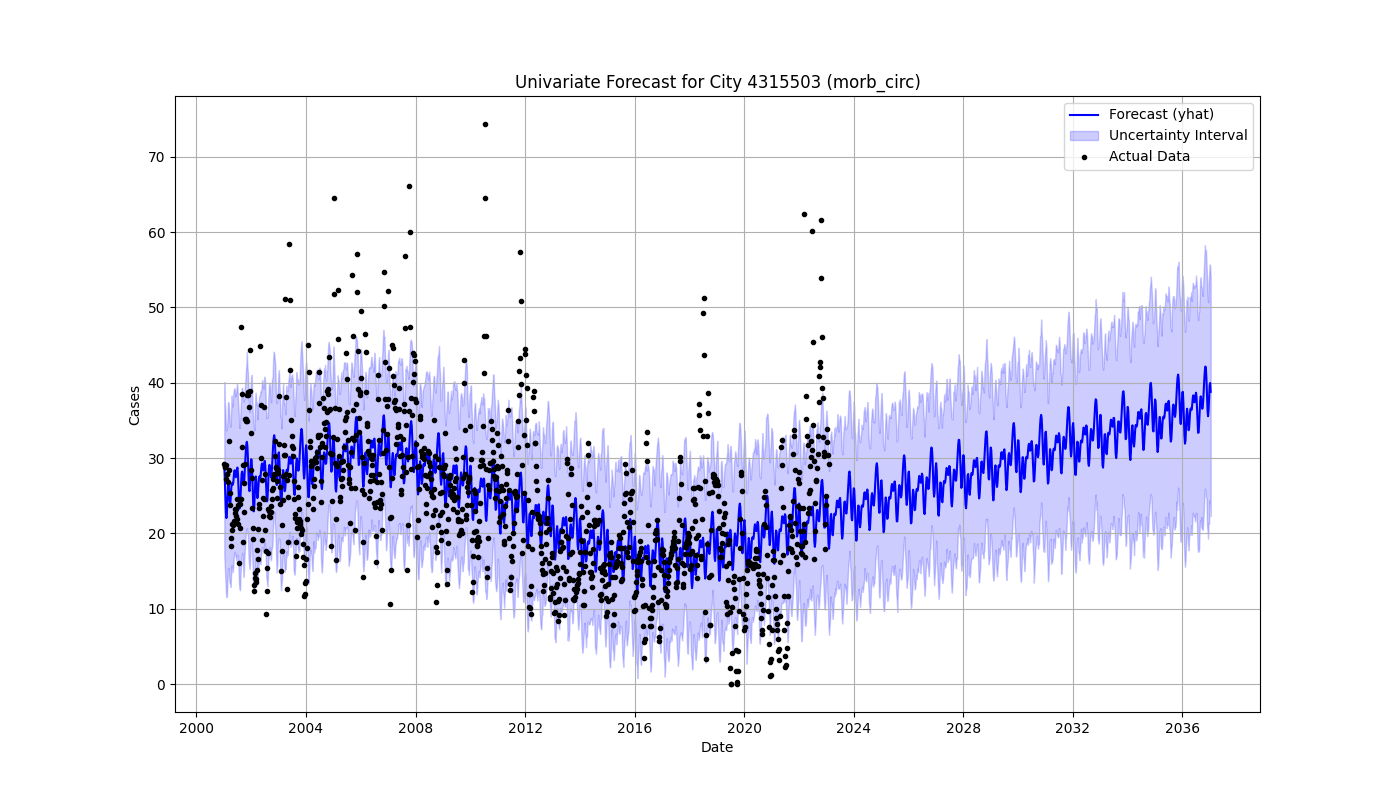 Univariate Forecast for City 4315503 (morb_circ)
Forecast (yhat)
Uncertainty Interval
Actual Data
Cases
70
60
50
40
30
20
10
0
2000 2004 2008 2012 2016 2020 2024 2028 2032 2036
Date